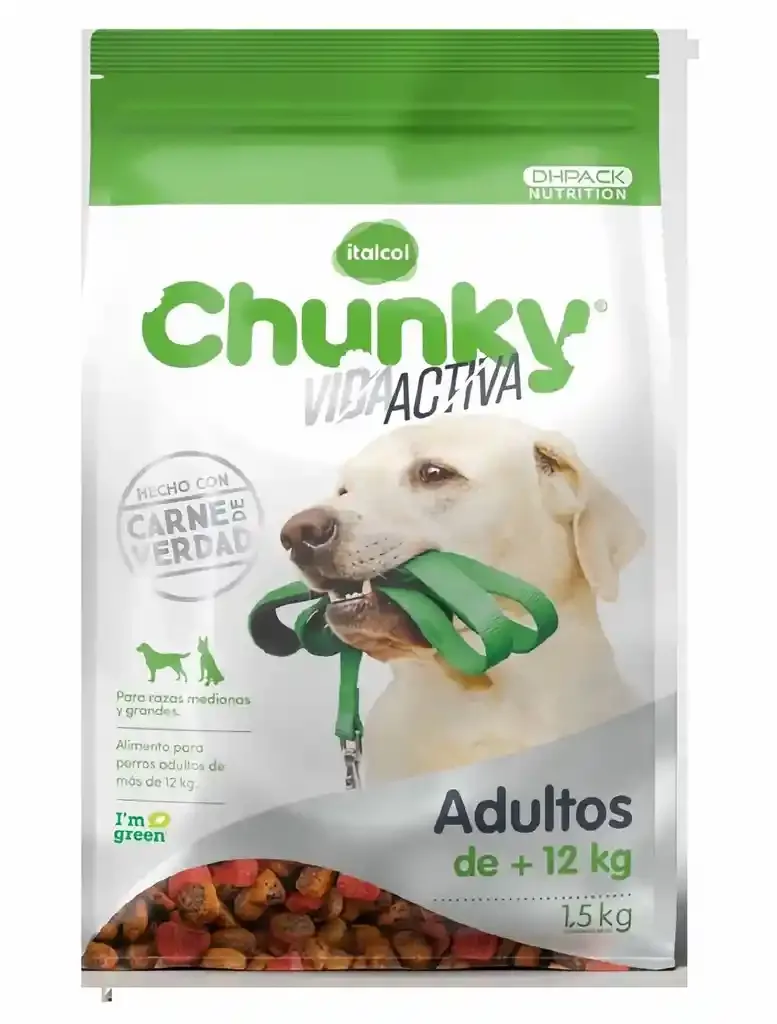 DHPACK
NUTRITION
italcol
Chunky®
VIDA ACTIVA
HECHO CON
CARNE DE
VERDAD
Para razas medianas
y grandes.
Alimento para
perros adultos de
más de 12 kg.
I'm
green
Adultos
de + 12 kg
1,5 kg